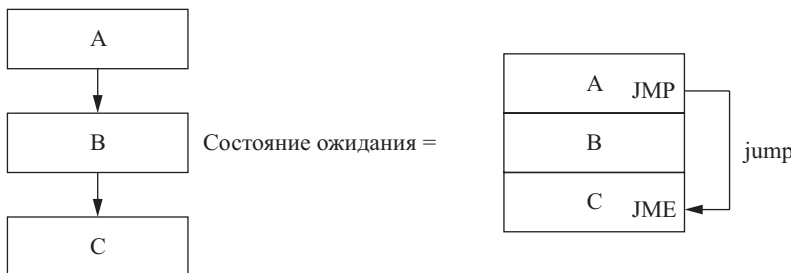 A
B
C
Состояние ожидания =
A JMP
B
C JME
jump